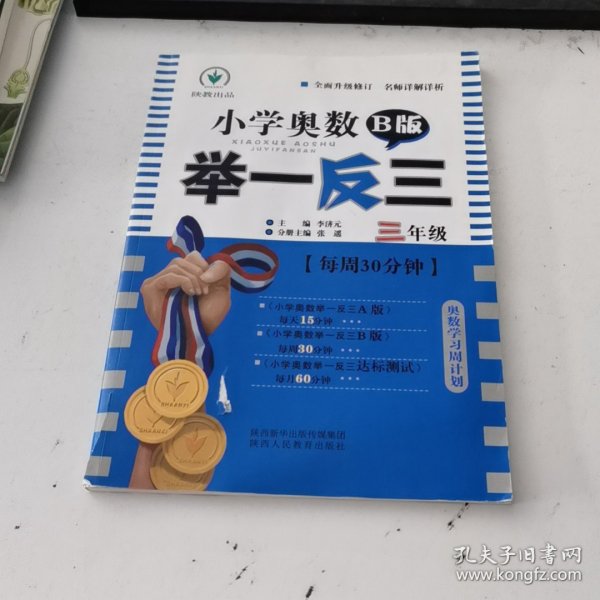 SHANXI
陕教出品
全面升级修订 名师详解详析
小学奥数B版
XIAOXUE AOSHU
JUYIFANSAN
举一反三
主 编 李济元
分册主编 张遥
三年级
【每周30分钟】
《小学奥数举一反三A版》
每天15分钟
《小学奥数举一反三B版》
每周30分钟
《小学奥数举一反三达标测试》
每月60分钟
奥数学习周计划
SHAANXI
SHAANXI
陕西新华出版传媒集团
陕西人民教育出版社
孔夫子旧书网
www.kongfz.com